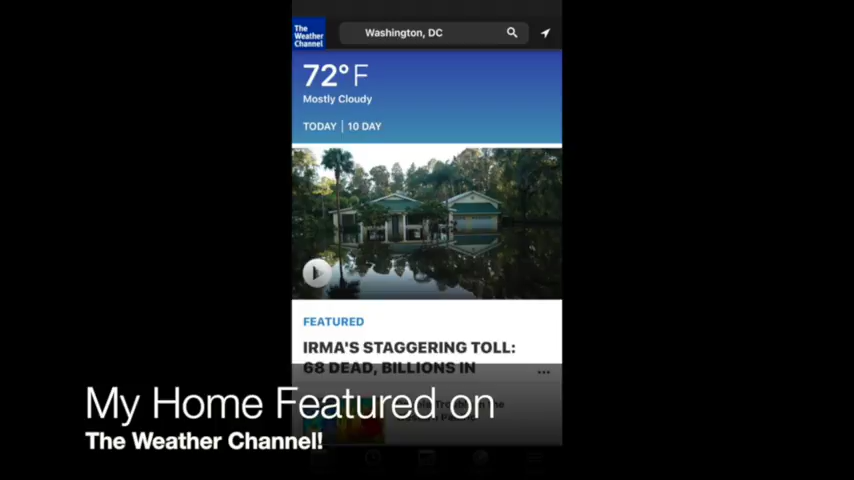 The
Weather
Channel
Washington, DC
72° F
Mostly Cloudy
TODAY | 10 DAY
FEATURED
IRMA'S STAGGERING TOLL:
68 DEAD, BILLIONS IN
...
My Home Featured on
The Weather Channel!